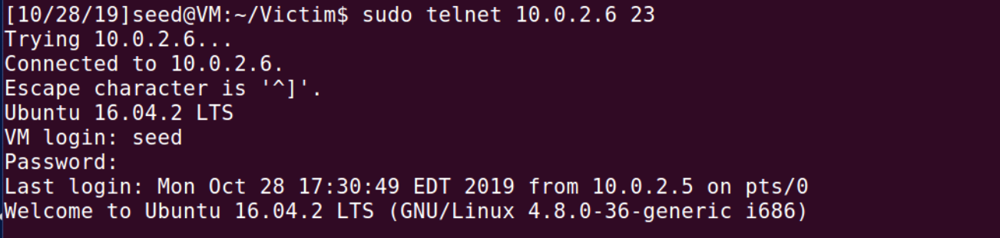 [10/28/19]seed@VM:~/Victim$ sudo telnet 10.0.2.6 23
Trying 10.0.2.6...
Connected to 10.0.2.6.
Escape character is '^]'.
Ubuntu 16.04.2 LTS
VM login: seed
Password:
Last login: Mon Oct 28 17:30:49 EDT 2019 from 10.0.2.5 on pts/0
Welcome to Ubuntu 16.04.2 LTS (GNU/Linux 4.8.0-36-generic i686)